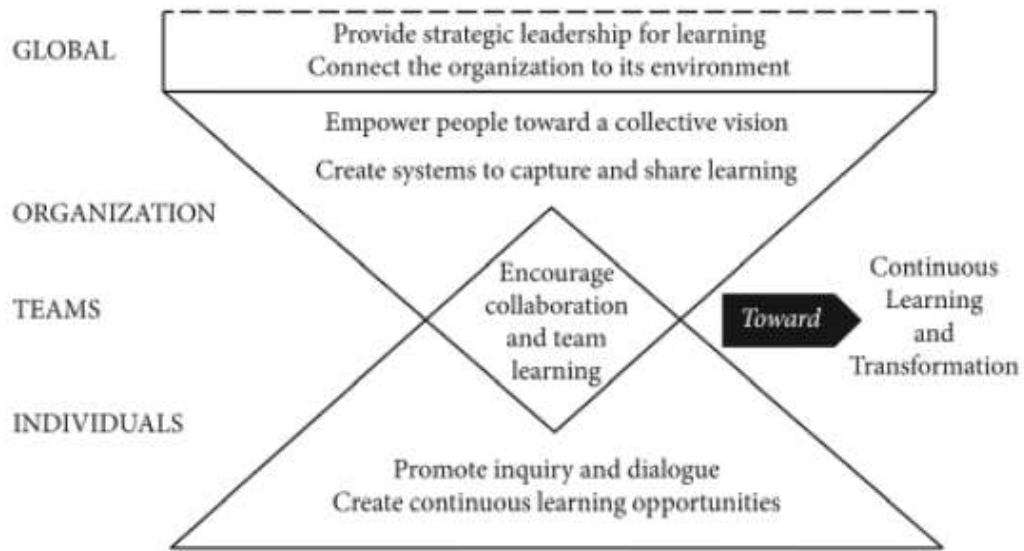 GLOBAL
Provide strategic leadership for learning
Connect the organization to its environment
Empower people toward a collective vision
Create systems to capture and share learning
ORGANIZATION
TEAMS
Encourage
collaboration
and team
learning
Toward
Continuous
Learning
and
Transformation
INDIVIDUALS
Promote inquiry and dialogue
Create continuous learning opportunities